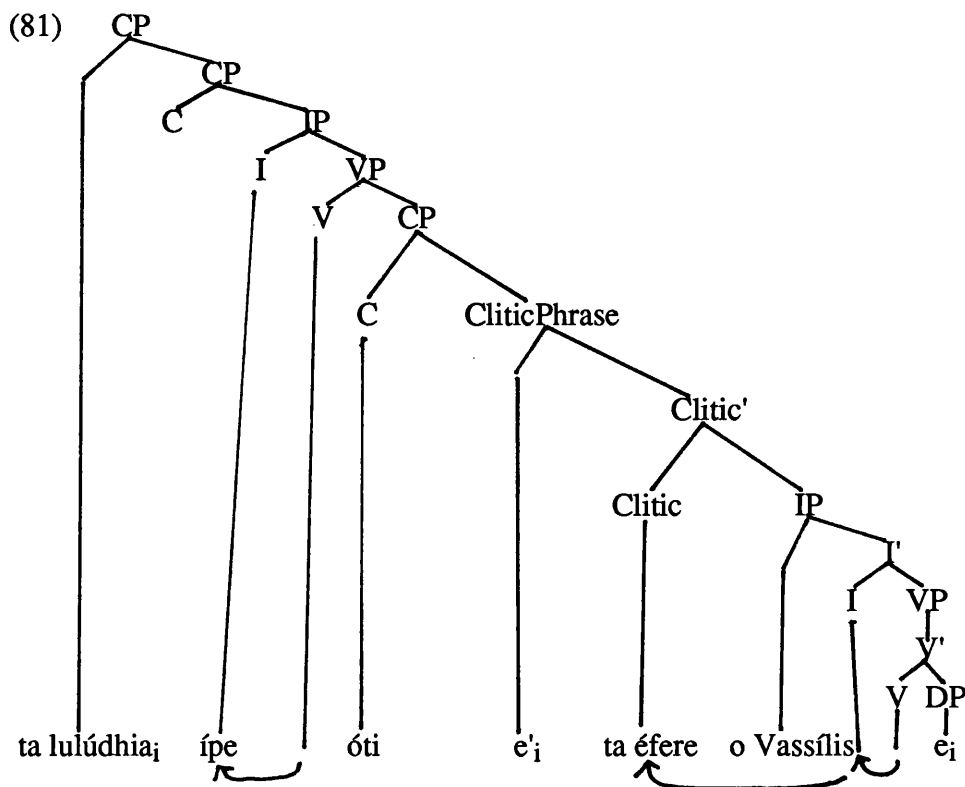 (81) CP
CP
C IP
I VP
V CP
C CliticPhrase
Clitic'
Clitic IP
I'
I VP
V'
V DP
ta lulúdhiai ípe óti e'i ta éfere o Vassílis ei